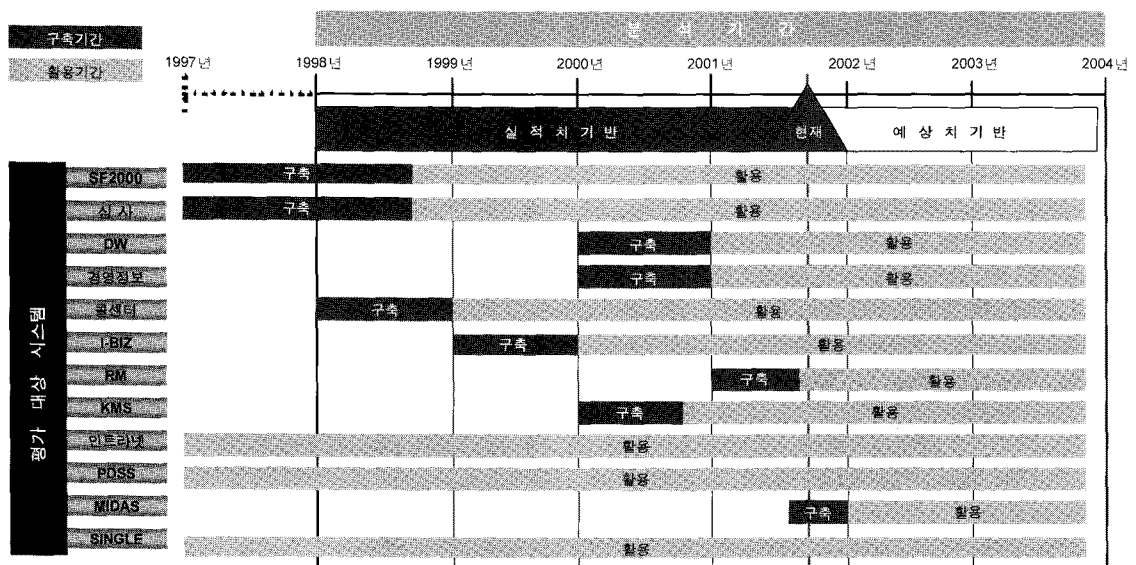 분 석 기 간
구축기간
활용기간
1997년 1998년 1999년 2000년 2001년 2002년 2003년 2004년
실 적 치 기 반 현재 예 상 치 기 반
평가 대상 시스템
SF2000 구축 활용
심 사 구축 활용
DW 구축 활용
경영정보 구축 활용
콜센터 구축 활용
I-BIZ 구축 활용
RM 구축 활용
KMS 구축 활용
인트라넷 활용
PDSS 활용
MIDAS 구축 활용
SINGLE 활용